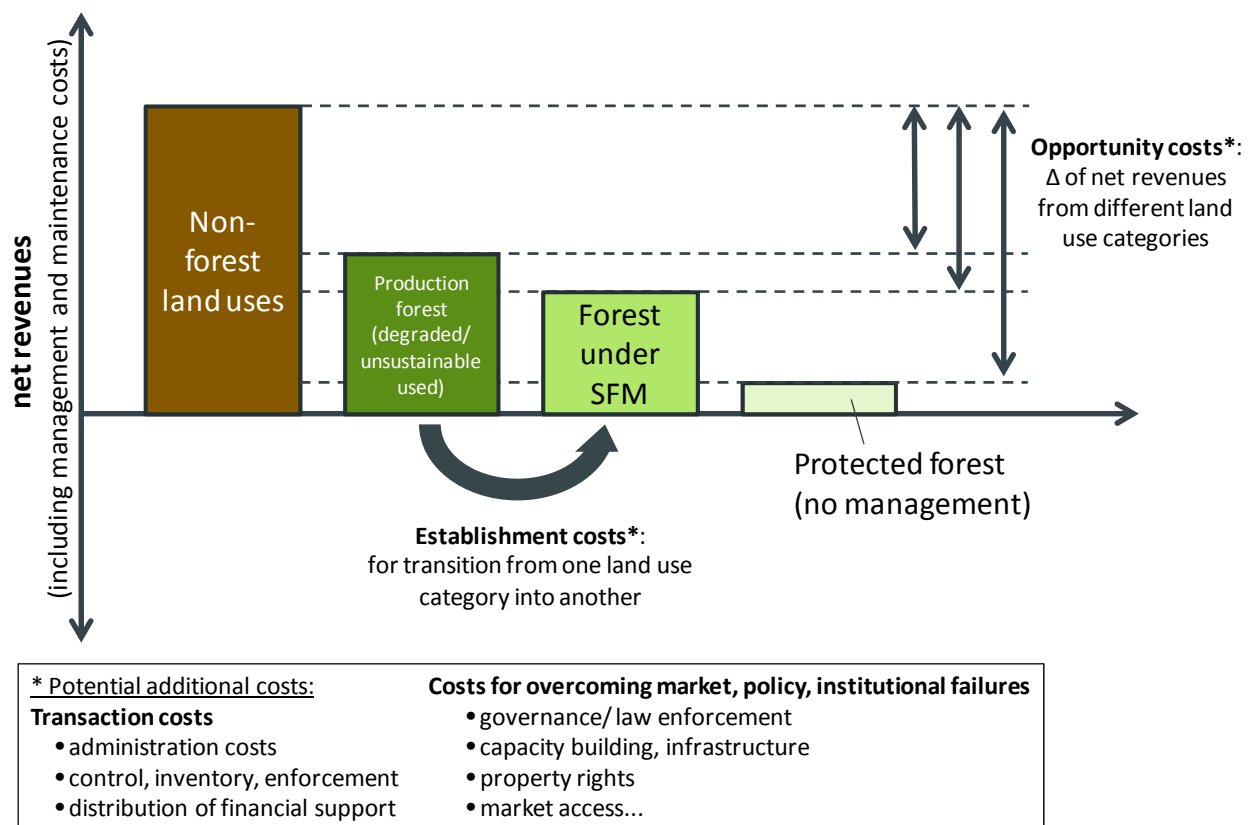 net revenues
(including management and maintenance costs)
Non-
forest
land uses
Production
forest
(degraded/
unsustainable
used)
Forest
under
SFM
Opportunity costs*:
Δ of net revenues
from different land
use categories
Protected forest
(no management)
Establishment costs*:
for transition from one land use
category into another
* Potential additional costs:
Transaction costs
• administration costs
• control, inventory, enforcement
• distribution of financial support
Costs for overcoming market, policy, institutional failures
• governance/ law enforcement
• capacity building, infrastructure
• property rights
• market access...